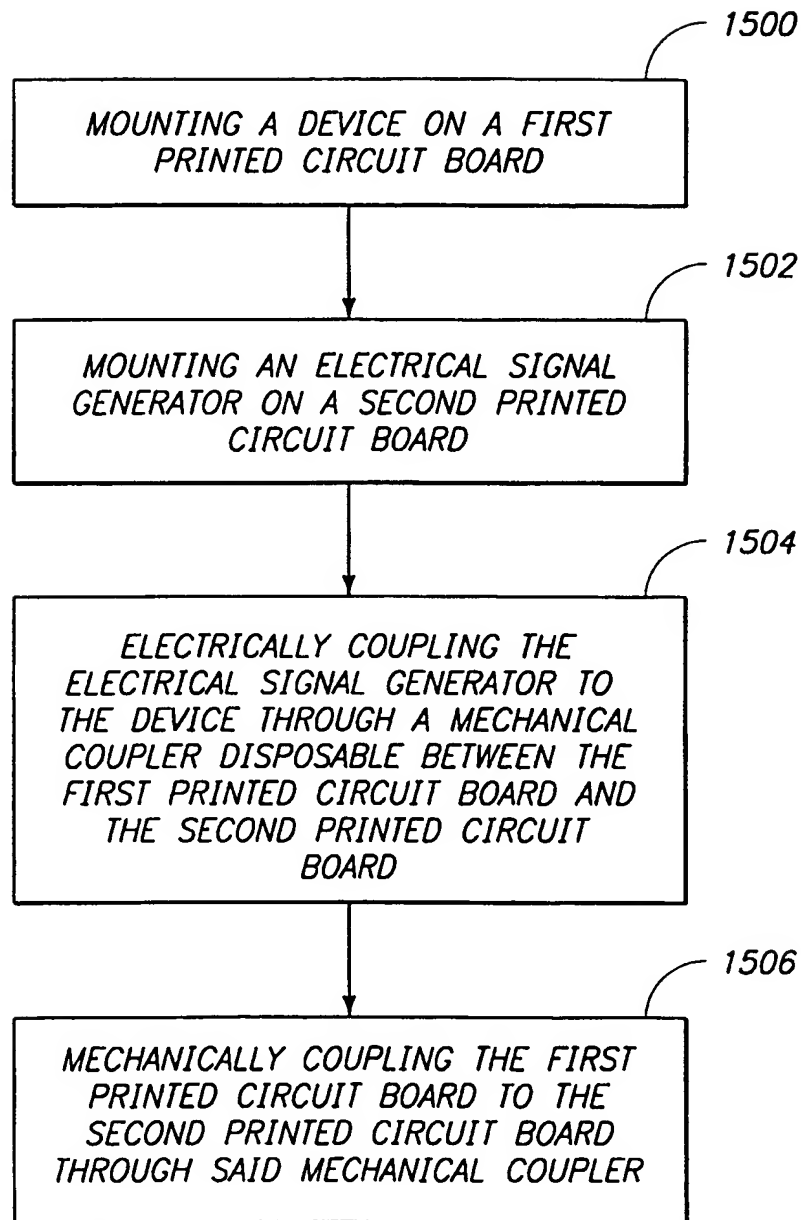 1500
MOUNTING A DEVICE ON A FIRST
PRINTED CIRCUIT BOARD
1502
MOUNTING AN ELECTRICAL SIGNAL
GENERATOR ON A SECOND PRINTED
CIRCUIT BOARD
1504
ELECTRICALLY COUPLING THE
ELECTRICAL SIGNAL GENERATOR TO
THE DEVICE THROUGH A MECHANICAL
COUPLER DISPOSABLE BETWEEN THE
FIRST PRINTED CIRCUIT BOARD AND
THE SECOND PRINTED CIRCUIT
BOARD
1506
MECHANICALLY COUPLING THE FIRST
PRINTED CIRCUIT BOARD TO THE
SECOND PRINTED CIRCUIT BOARD
THROUGH SAID MECHANICAL COUPLER